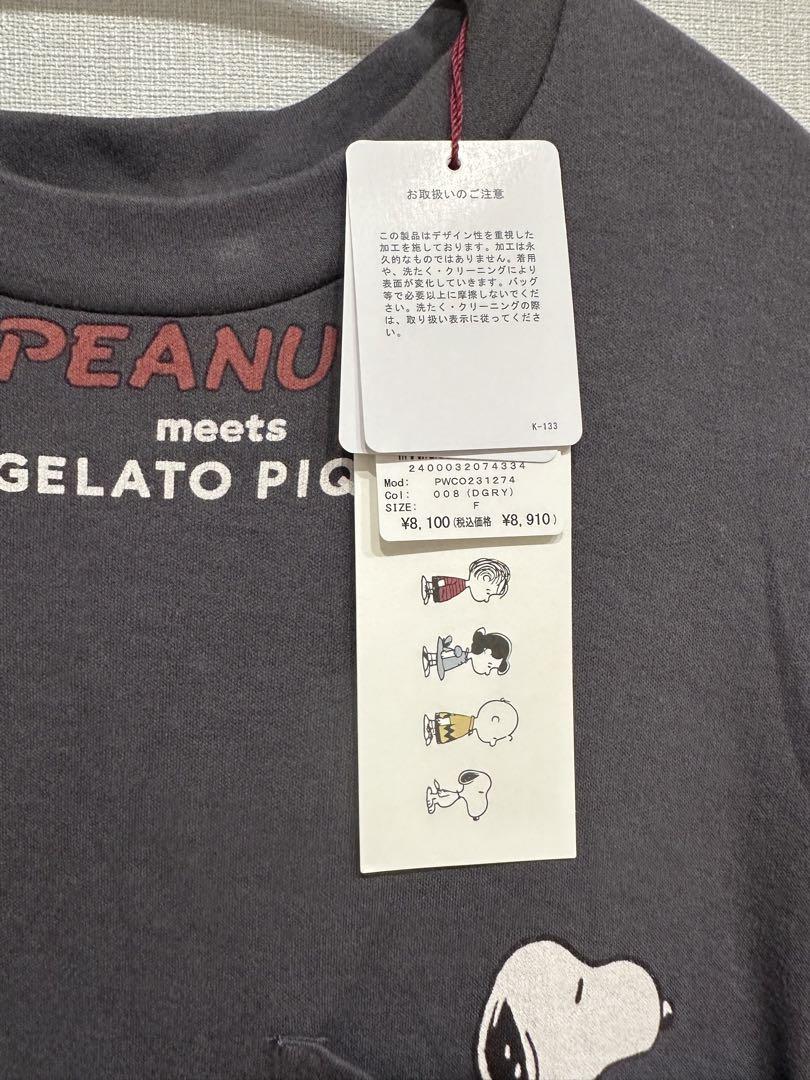 お取扱いのご注意
この製品はデザイン性を重視した
加工を施しております。加工は永
久的なものではありません。着用
や、洗たく・クリーニングにより
表面が変化していきます。バッグ
等で必要以上に摩擦しないでくだ
さい。洗たく・クリーニングの際
は、取り扱い表示に従ってくださ
い。
K-133
PEANU
meets
GELATO PIQ
2400032074334
Mod: PWCO231274
Col: 008 (DGRY)
SIZE: F
¥8,100(税込価格 ¥8,910)